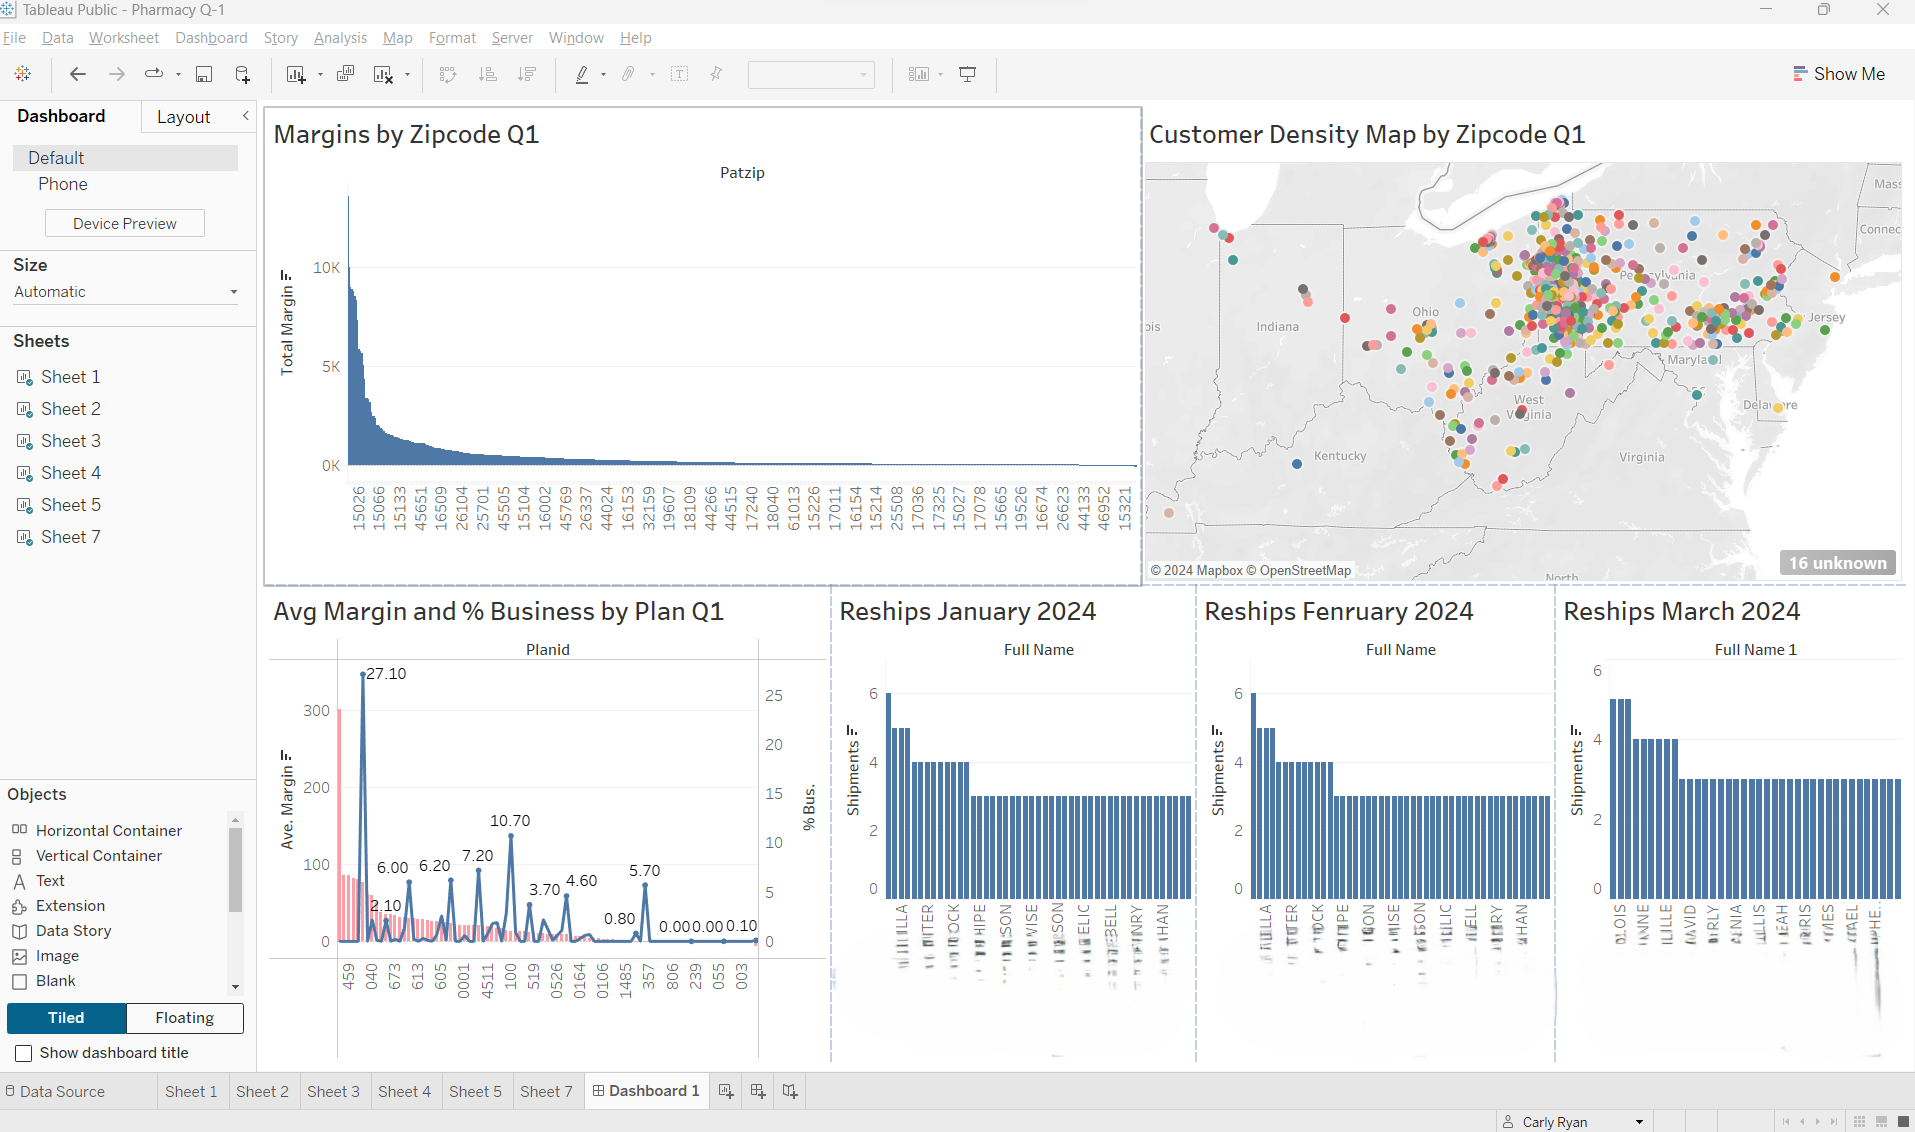 Tableau Public - Pharmacy Q-1
File Data Worksheet Dashboard Story Analysis Map Format Server Window Help
Show Me
Dashboard Layout
Default
Phone
Device Preview
Size
Automatic
Sheets
Sheet 1
Sheet 2
Sheet 3
Sheet 4
Sheet 5
Sheet 7
Objects
Horizontal Container
Vertical Container
Text
Extension
Data Story
Image
Blank
Tiled Floating
Show dashboard title
Margins by Zipcode Q1
Patzip
Total Margin
10K
5K
0K
15026 15066 15133 45651 16509 26104 25701 45505 15104 16002 45769 26337 44024 16153 32159 19607 18109 44266 44515 17240 18040 61013 15226 17011 16154 15214 25508 17036 17325 15027 17078 15665 19526 16674 26623 44133 46952 15321
Customer Density Map by Zipcode Q1
Mass
Connec
Pennsylvania
Ohio
Indiana
ois
Jersey
Maryland
Delaware
West
Virginia
Kentucky
Virginia
North
© 2024 Mapbox © OpenStreetMap
16 unknown
Avg Margin and % Business by Plan Q1
Planid
Ave. Margin
300
200
100
0
27.10
2.10
6.00
6.20
7.20
10.70
3.70
4.60
0.80
5.70
0.00 0.00 0.10
25
20
15
10
5
0
% Bus.
459 040 673 613 605 0001 4511 100 519 0526 0164 0106 1485 357 806 239 055 003
Reships January 2024
Full Name
Shipments
6
4
2
0
Reships Fenruary 2024
Full Name
Shipments
6
4
2
0
Reships March 2024
Full Name 1
Shipments
6
4
2
0
Data Source Sheet 1 Sheet 2 Sheet 3 Sheet 4 Sheet 5 Sheet 7 Dashboard 1
Carly Ryan